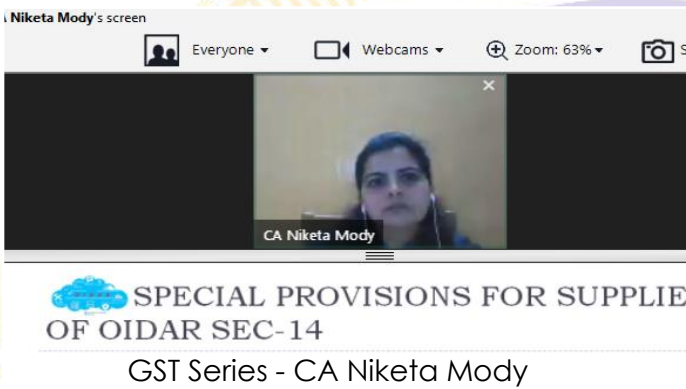 Niketa Mody's screen
Everyone Webcams Zoom: 63% S
CA Niketa Mody
SPECIAL PROVISIONS FOR SUPPLIE
OF OIDAR SEC-14
GST Series - CA Niketa Mody